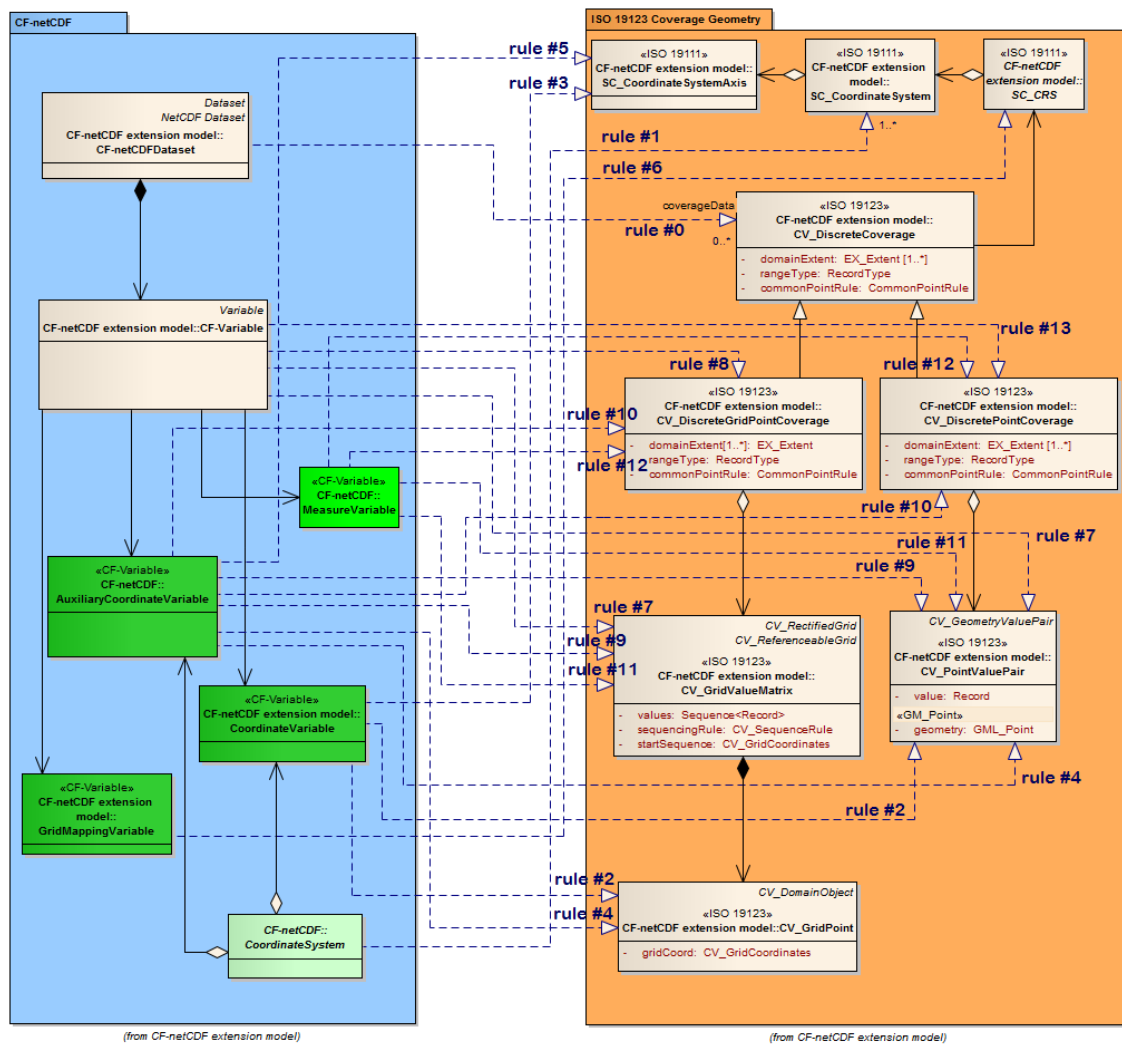 CF-netCDF
Dataset
NetCDF Dataset
CF-netCDF extension model::
CF-netCDFDataset
Variable
CF-netCDF extension model::CF-Variable
«CF-Variable»
CF-netCDF::
MeasureVariable
«CF-Variable»
CF-netCDF::
AuxiliaryCoordinateVariable
«CF-Variable»
CF-netCDF extension model::
CoordinateVariable
«CF-Variable»
CF-netCDF extension
model::
GridMappingVariable
CF-netCDF::
CoordinateSystem
(from CF-netCDF extension model)
rule #5
rule #3
rule #1
rule #6
rule #0
rule #13
rule #8
rule #12
rule #10
rule #12
rule #10
rule #7
rule #11
rule #9
rule #7
rule #9
rule #11
rule #4
rule #2
rule #2
rule #4
ISO 19123 Coverage Geometry
«ISO 19111»
CF-netCDF extension model::
SC_CoordinateSystemAxis
«ISO 19111»
CF-netCDF extension
model::
SC_CoordinateSystem
1..*
«ISO 19111»
CF-netCDF
extension model::
SC_CRS
coverageData
0..*
«ISO 19123»
CF-netCDF extension model::
CV_DiscreteCoverage
- domainExtent: EX_Extent [1..*]
- rangeType: RecordType
- commonPointRule: CommonPointRule
«ISO 19123»
CF-netCDF extension model::
CV_DiscreteGridPointCoverage
- domainExtent[1..*]: EX_Extent
- rangeType: RecordType
- commonPointRule: CommonPointRule
«ISO 19123»
CF-netCDF extension model::
CV_DiscretePointCoverage
- domainExtent: EX_Extent [1..*]
- rangeType: RecordType
- commonPointRule: CommonPointRule
CV_RectifiedGrid
CV_ReferenceableGrid
«ISO 19123»
CF-netCDF extension model::
CV_GridValueMatrix
- values: Sequence<Record>
- sequencingRule: CV_SequenceRule
- startSequence: CV_GridCoordinates
CV_GeometryValuePair
«ISO 19123»
CF-netCDF extension model::
CV_PointValuePair
- value: Record
«GM_Point»
- geometry: GML_Point
CV_DomainObject
«ISO 19123»
CF-netCDF extension model::CV_GridPoint
- gridCoord: CV_GridCoordinates
(from CF-netCDF extension model)